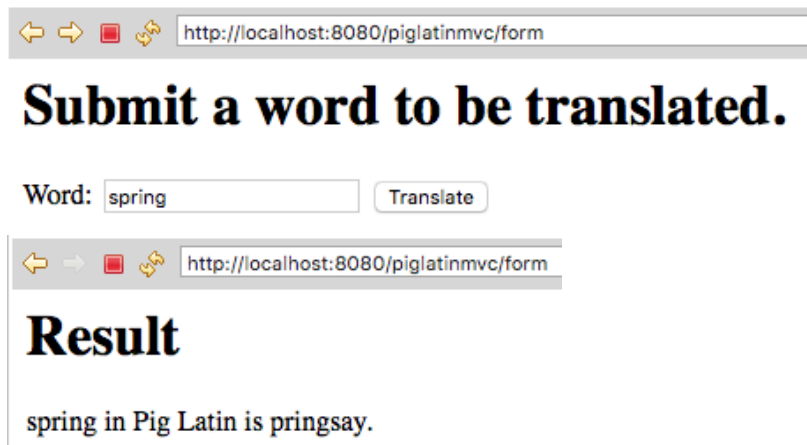 http://localhost:8080/piglatinmvc/form
Submit a word to be translated.
Word: spring Translate
http://localhost:8080/piglatinmvc/form
Result
spring in Pig Latin is pringsay.